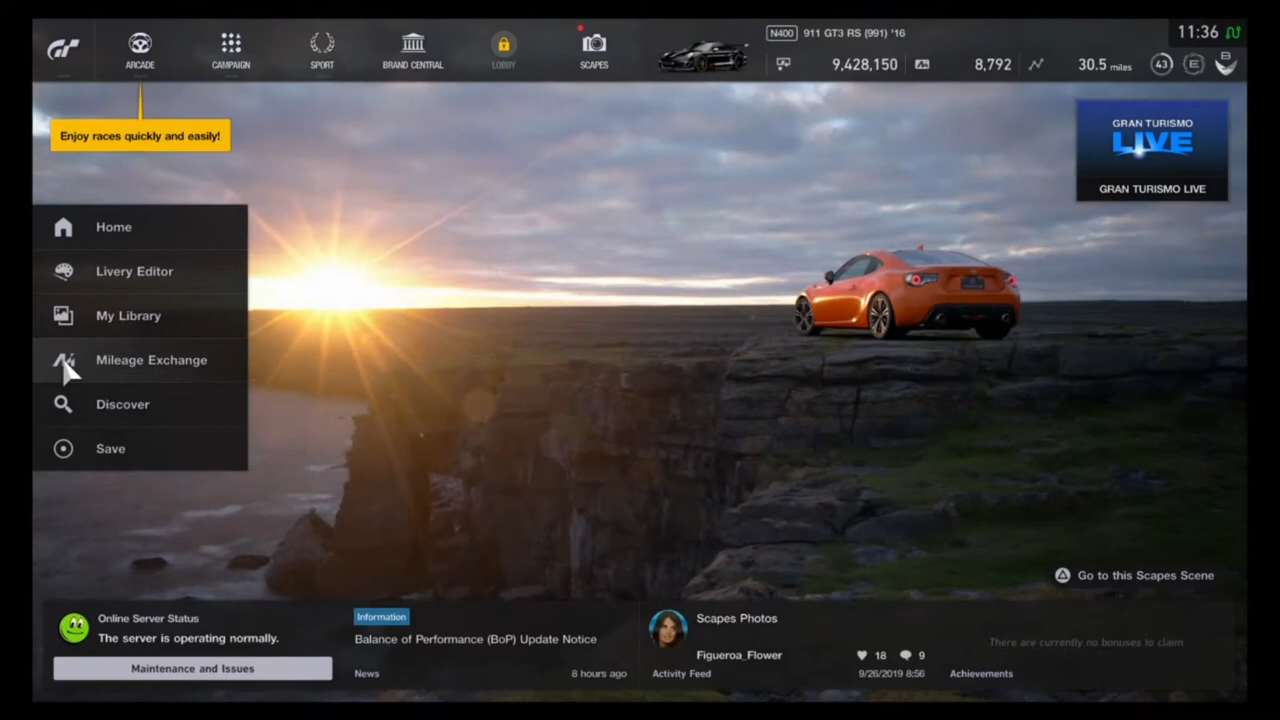 ARCADE
CAMPAIGN
SPORT
BRAND CENTRAL
LOBBY
SCAPES
N400 911 GT3 RS (991) '16
9,428,150
8,792
30.5 miles
43
E
B
11:36
Enjoy races quickly and easily!
GRAN TURISMO
LIVE
GRAN TURISMO LIVE
Home
Livery Editor
My Library
Mileage Exchange
Discover
Save
Go to this Scapes Scene
Online Server Status
The server is operating normally.
Maintenance and Issues
Information
Balance of Performance (BoP) Update Notice
News 8 hours ago
Scapes Photos
Figueroa_Flower
18 9
Activity Feed 9/26/2019 8:56
There are currently no bonuses to claim
Achievements